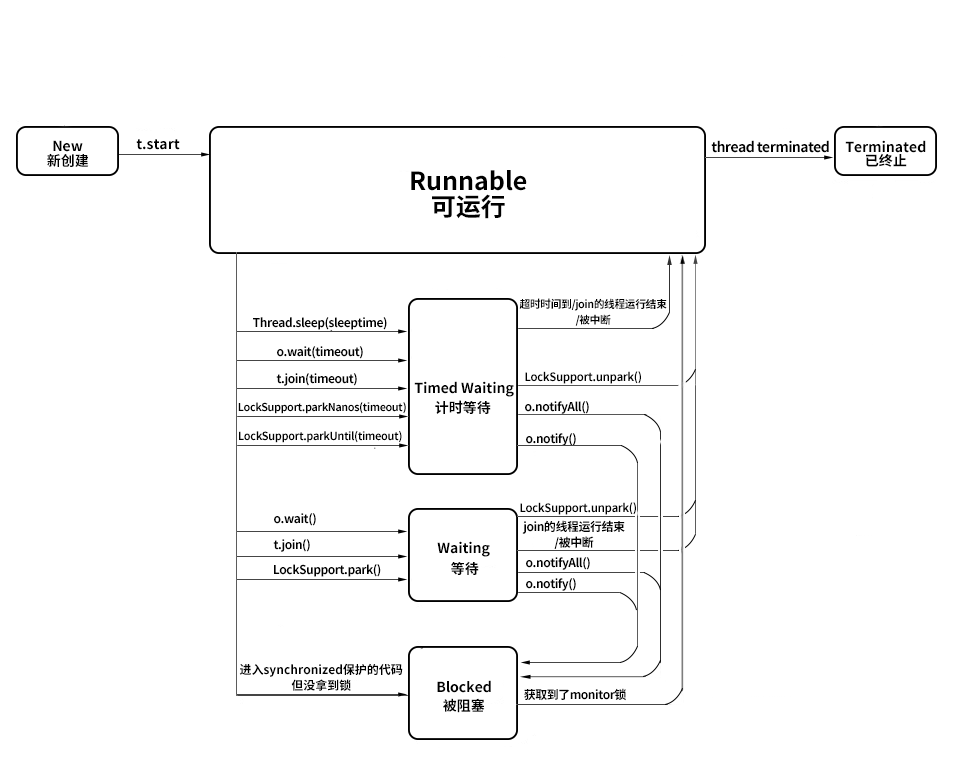 New
新创建
t.start
Runnable
可运行
thread terminated
Terminated
已终止
Thread.sleep(sleeptime)
o.wait(timeout)
t.join(timeout)
LockSupport.parkNanos(timeout)
LockSupport.parkUntil(timeout)
Timed Waiting
计时等待
超时时间到/join的线程运行结束
/被中断
LockSupport.unpark()
o.notifyAll()
o.notify()
o.wait()
t.join()
LockSupport.park()
Waiting
等待
LockSupport.unpark()
join的线程运行结束
/被中断
o.notifyAll()
o.notify()
进入synchronized保护的代码
但没拿到锁
Blocked
被阻塞
获取到了monitor锁